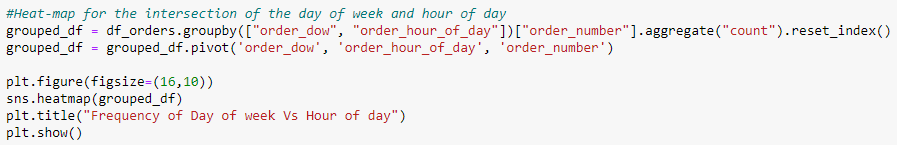 #Heat-map for the intersection of the day of week and hour of day
grouped_df = df_orders.groupby(["order_dow", "order_hour_of_day"])["order_number"].aggregate("count").reset_index()
grouped_df = grouped_df.pivot('order_dow', 'order_hour_of_day', 'order_number')

plt.figure(figsize=(16,10))
sns.heatmap(grouped_df)
plt.title("Frequency of Day of week Vs Hour of day")
plt.show()